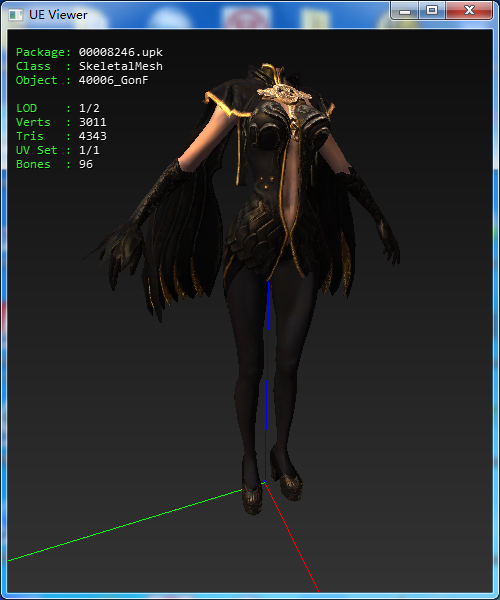 UE Viewer
Package: 00008246.upk
Class : SkeletalMesh
Object : 40006_GonF
LOD : 1/2
Verts : 3011
Tris : 4343
UV Set : 1/1
Bones : 96